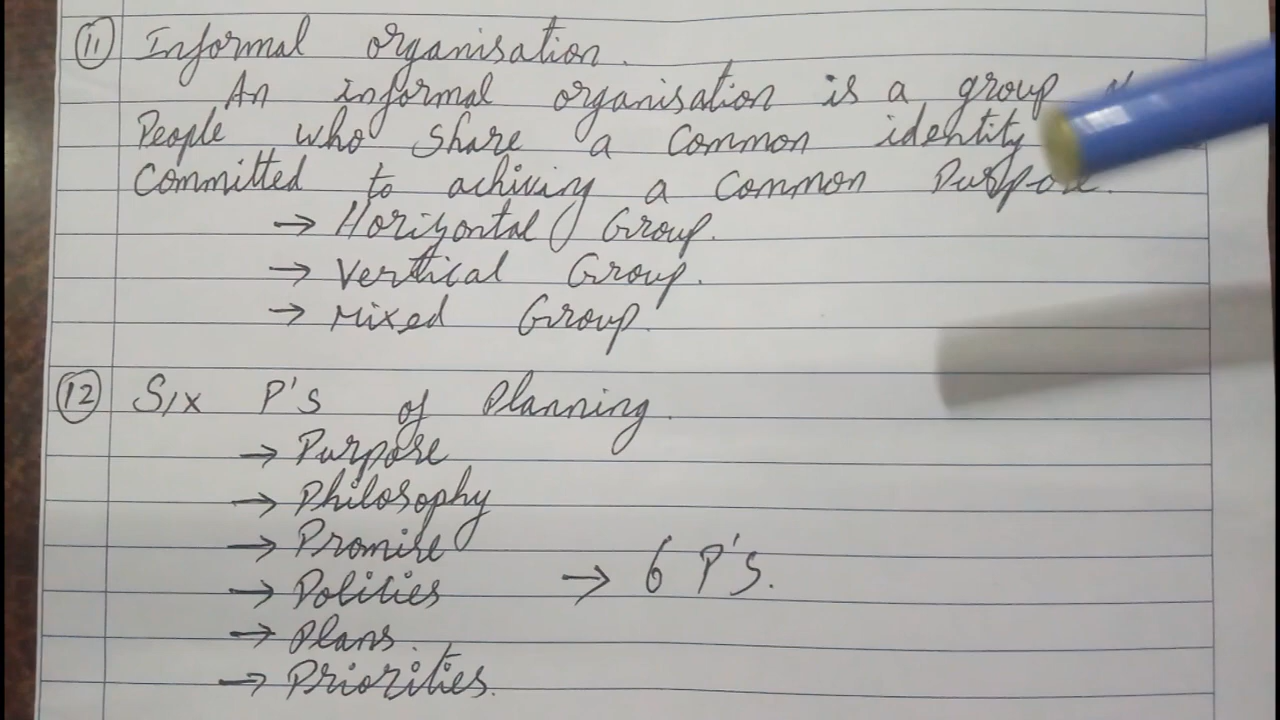 11 Informal organisation.
An informal organisation is a group
People who share a Common identity
Committed to achiving a Common Purpose.
→ Horizontal Group.
→ Vertical Group.
→ Mixed Group.
12 Six P's of Planning.
→ Purpose
→ Philosophy
→ Promise
→ Policies → 6 P's.
→ Plans.
→ Priorities.